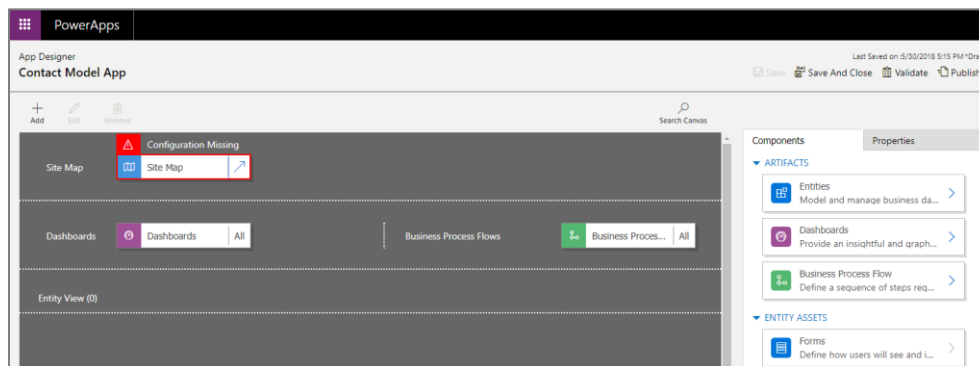 PowerApps
App Designer
Contact Model App
Last Saved on :5/30/2018 5:15 PM *Dra
Save Save And Close Validate Publish
Add Edit Remove
Search Canvas
Configuration Missing
Site Map Site Map
Dashboards Dashboards All
Business Process Flows Business Proces... All
Entity View (0)
Components Properties
ARTIFACTS
Entities
Model and manage business da...
Dashboards
Provide an insightful and graph...
Business Process Flow
Define a sequence of steps req...
ENTITY ASSETS
Forms
Define how users will see and i...